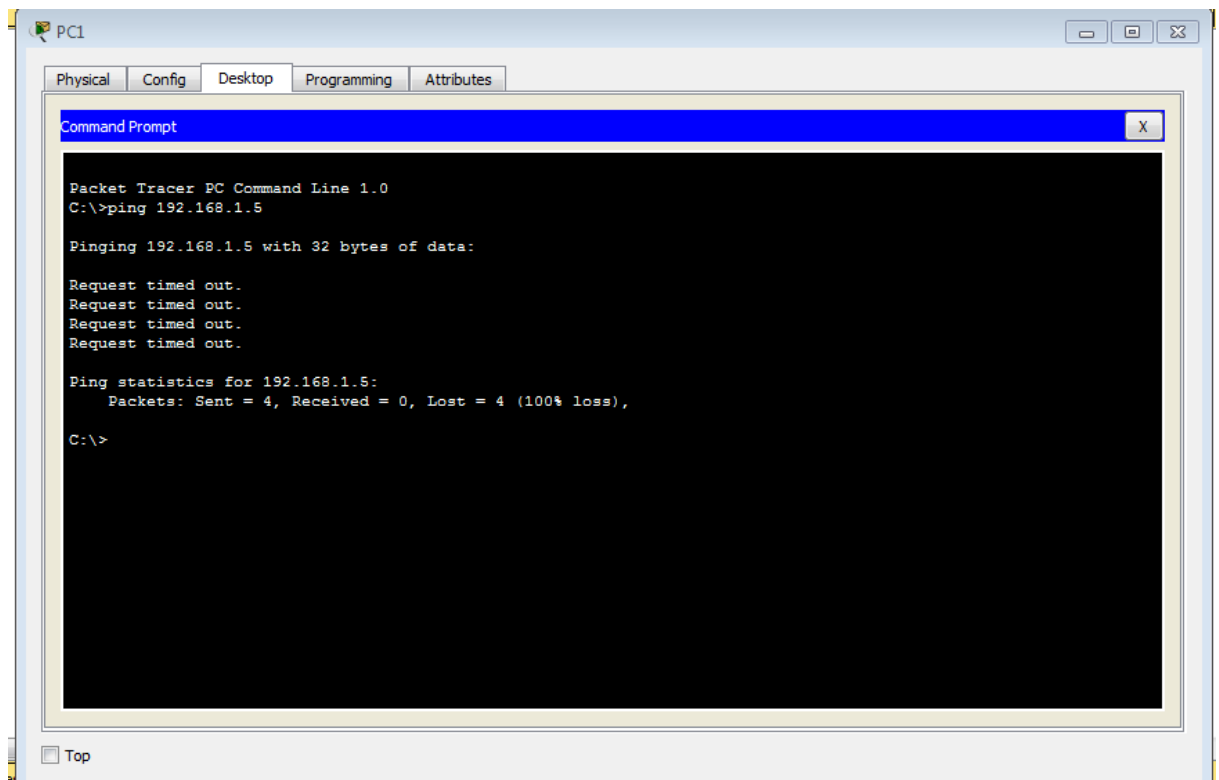 PC1
Physical Config Desktop Programming Attributes
Command Prompt X
Packet Tracer PC Command Line 1.0
C:\>ping 192.168.1.5
Pinging 192.168.1.5 with 32 bytes of data:
Request timed out.
Request timed out.
Request timed out.
Request timed out.
Ping statistics for 192.168.1.5:
Packets: Sent = 4, Received = 0, Lost = 4 (100% loss),
C:\>
Top